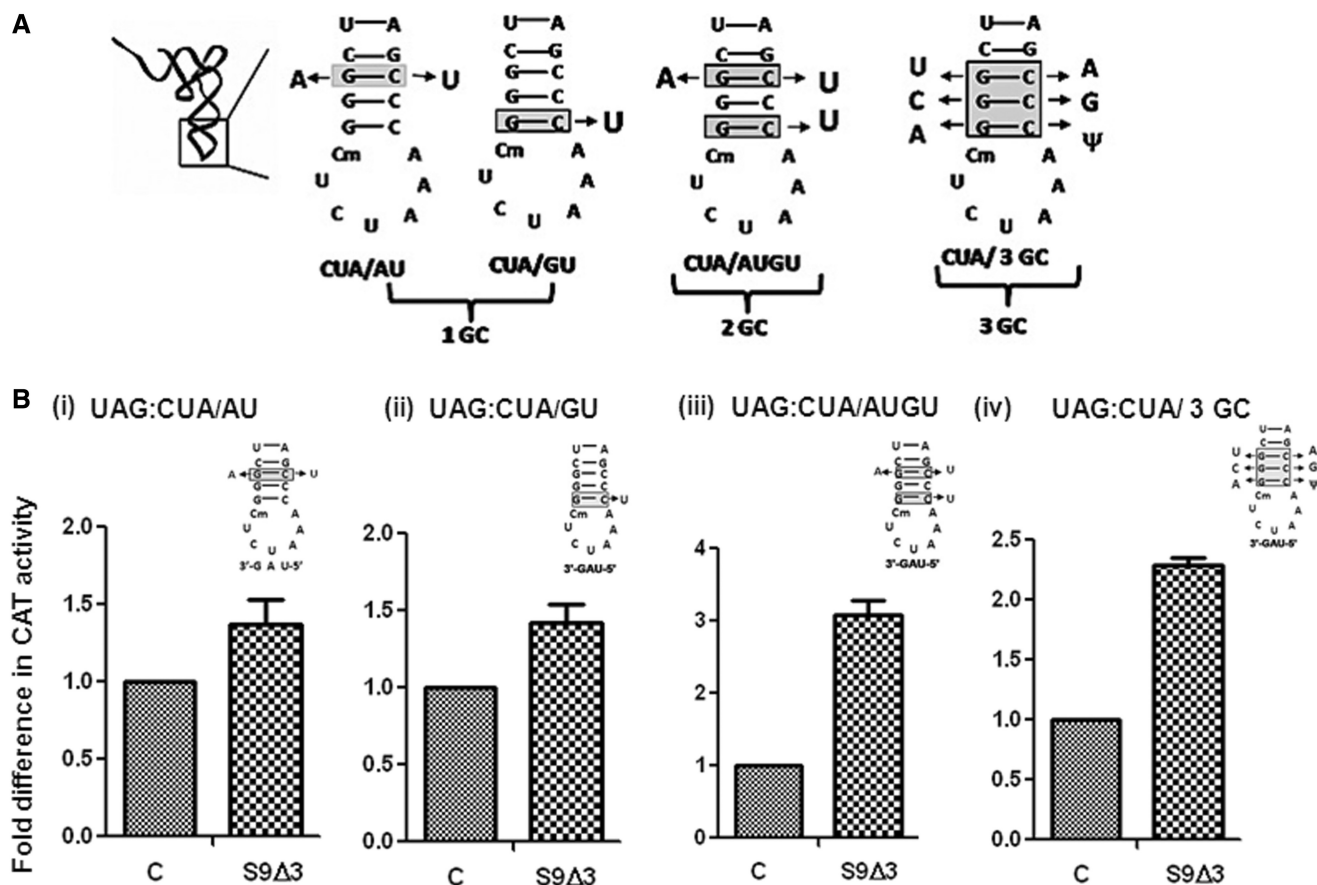 A
U A U A U A U A
C G C G C G C G
A G C U G C A G C U U G C A
G C G C G C C G C G
G C G C U G C U A G C Ψ
Cm A Cm A Cm A Cm A
U A U A U A U A
C A C A C A C A
U U U U
CUA/AU CUA/GU CUA/AUGU CUA/ 3 GC
1 GC 2 GC 3 GC
B (i) UAG:CUA/AU (ii) UAG:CUA/GU (iii) UAG:CUA/AUGU (iv) UAG:CUA/ 3 GC
Fold difference in CAT activity
U A
C G
A G C U
G C
G C
Cm A
U A
C A
U
3'-G A U-5'
2.0
1.5
1.0
0.5
0.0
C S9Δ3
U A
C G
G C
G C
G C U
Cm A
U A
C A
U
3'-GAU-5'
2.0
1.5
1.0
0.5
0.0
C S9Δ3
U A
C G
A G C U
G C
G C U
Cm A
U A
C A
U
3'-GAU-5'
4
3
2
1
0
C S9Δ3
U A
C G
U G C A
C G C G
A G C Ψ
Cm A
U A
C A
U
3'-GAU-5'
2.5
2.0
1.5
1.0
0.5
0.0
C S9Δ3